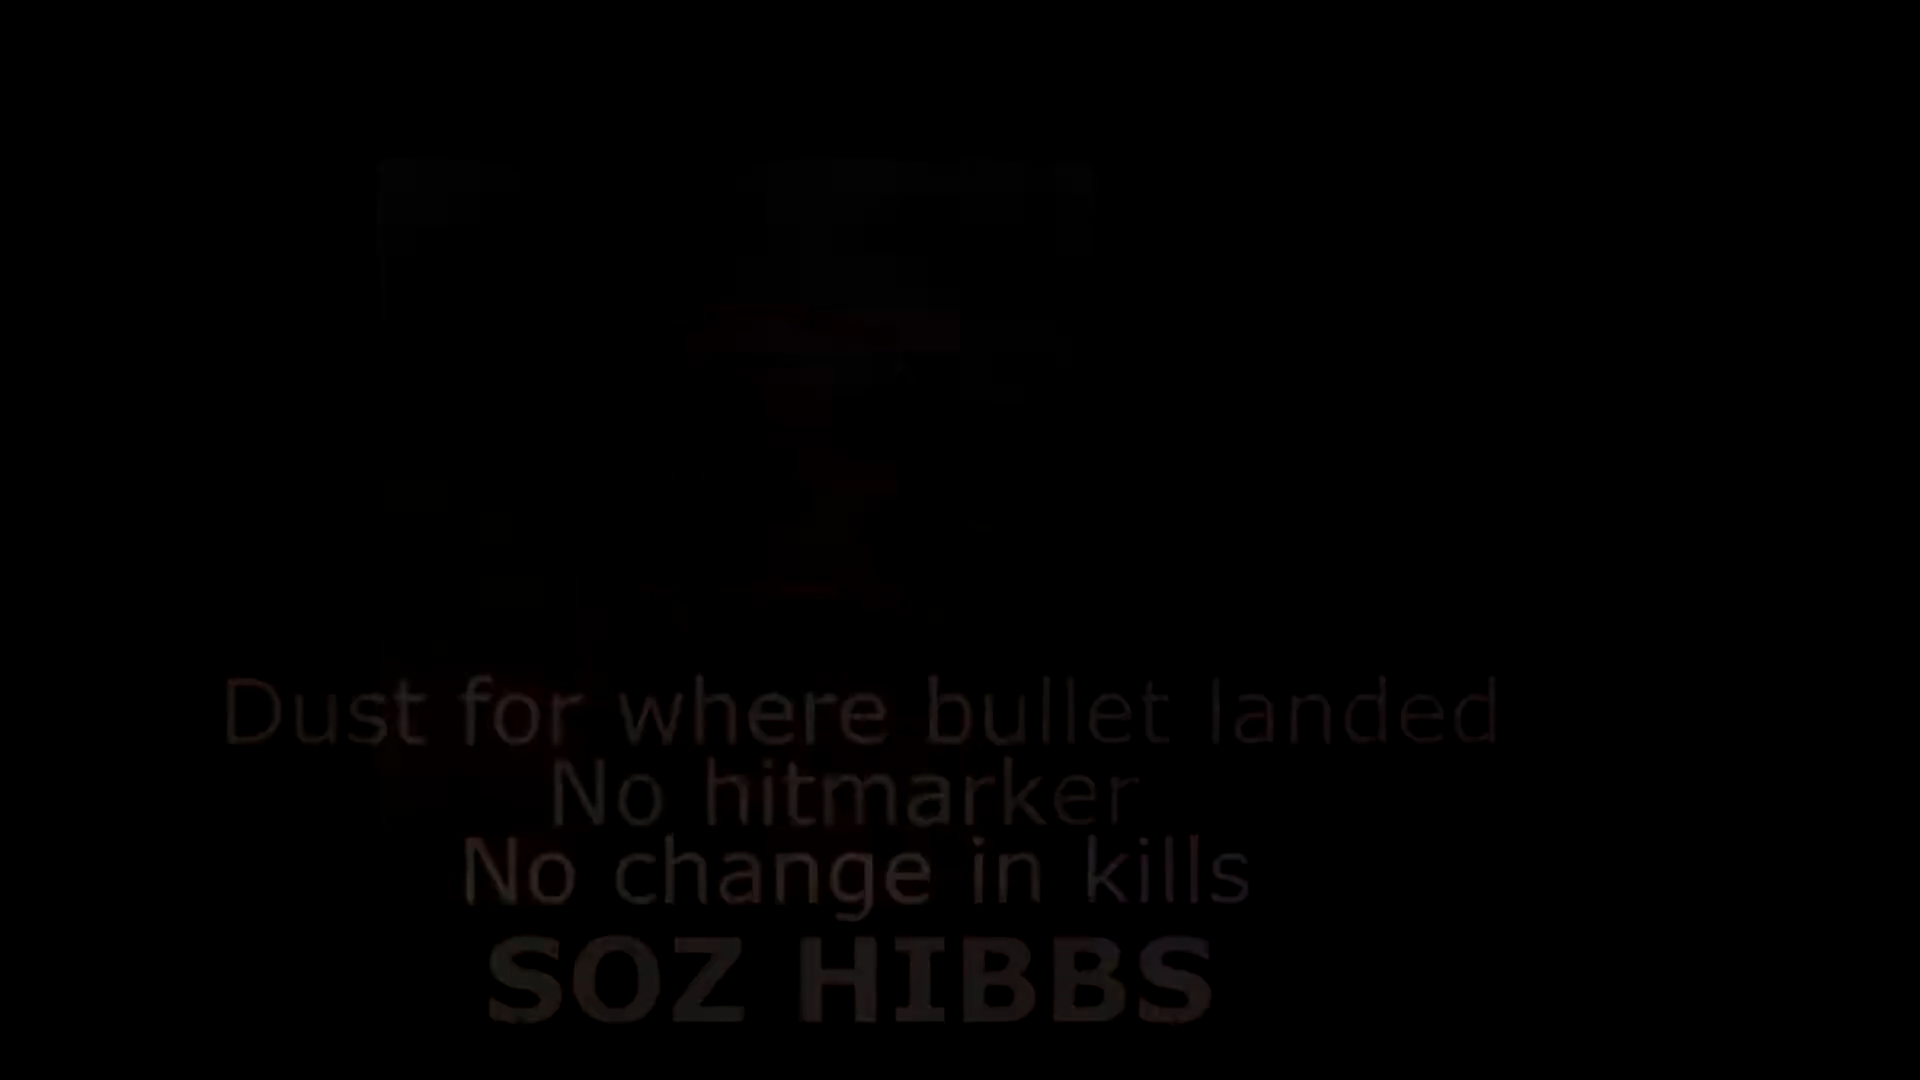 Dust for where bullet landed
No hitmarker
No change in kills
SOZ HIBBS